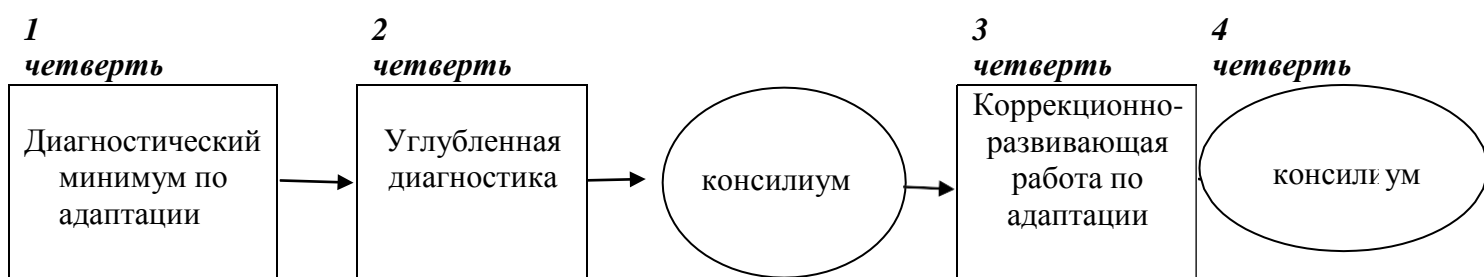 1
четверть
2
четверть
3
четверть
4
четверть
Диагностический
минимум по
адаптации
Углубленная
диагностика
консилиум
Коррекционно-
развивающая
работа по
адаптации
консилиум